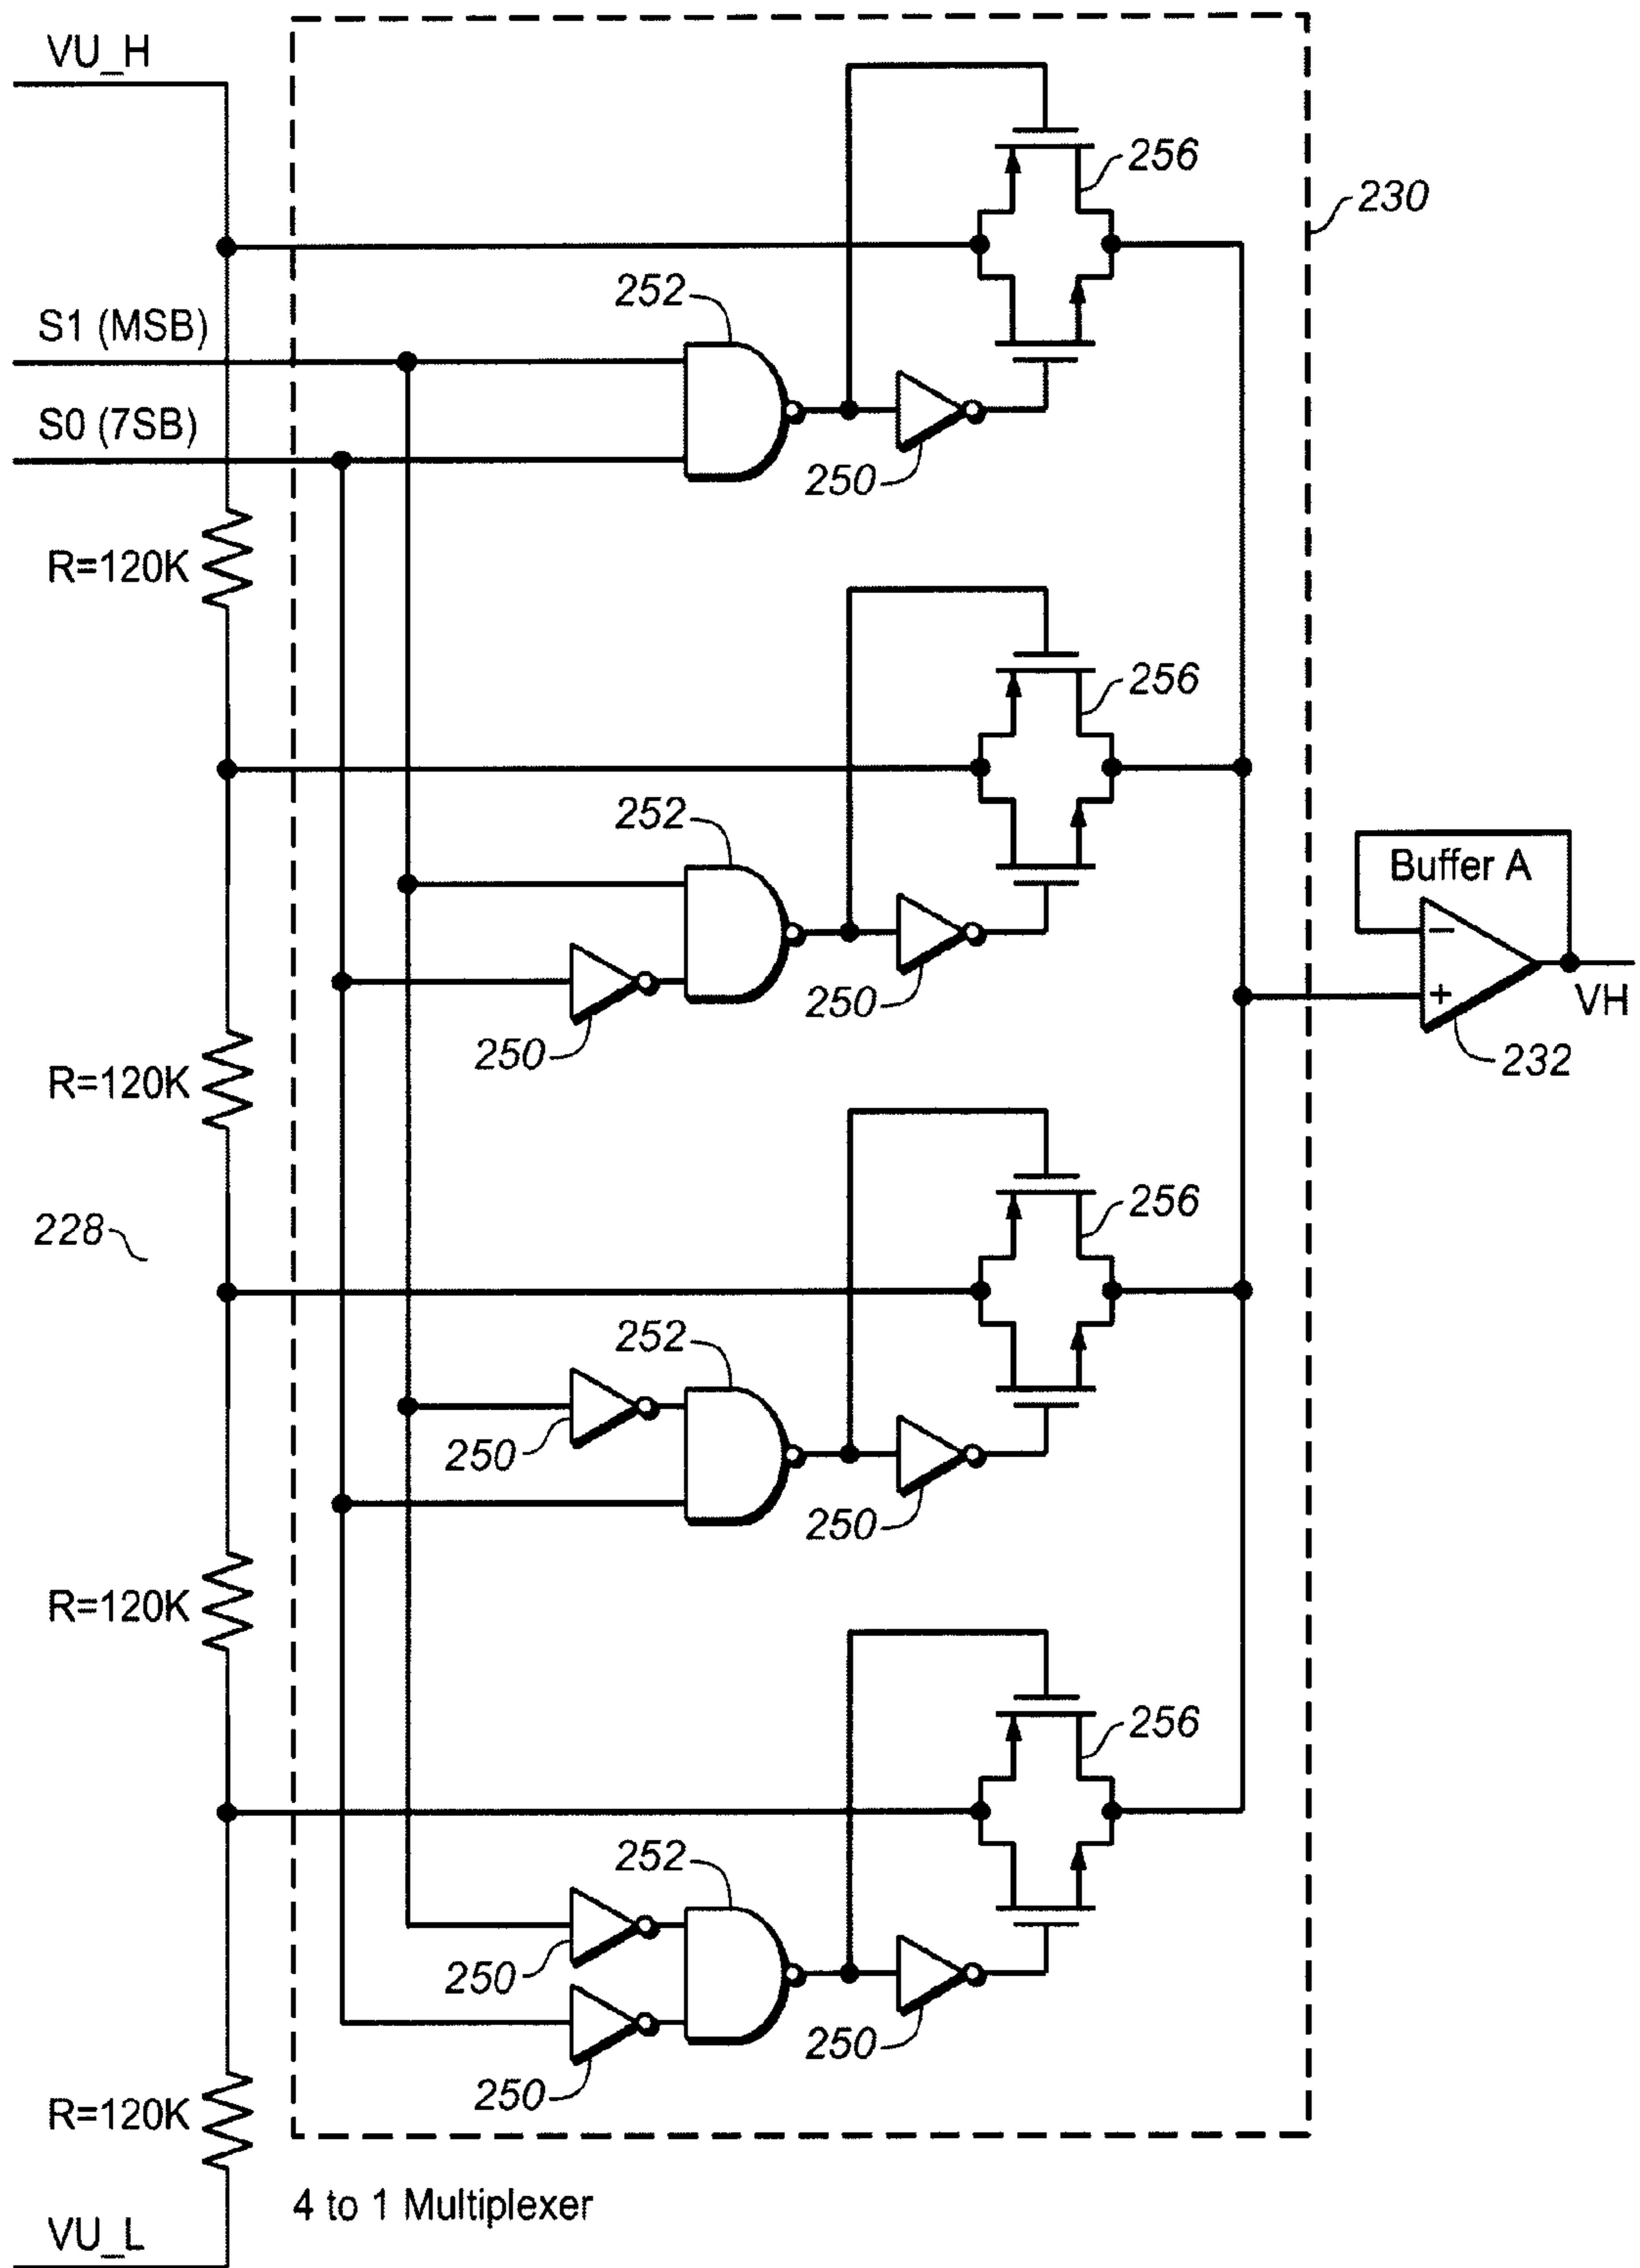 VU_H
256
230
252
S1 (MSB)
S0 (7SB)
250
R=120K
256
252
Buffer A
−
+
VH
250
250
232
R=120K
256
228
252
250
250
R=120K
256
252
250
250
250
R=120K
4 to 1 Multiplexer
VU_L